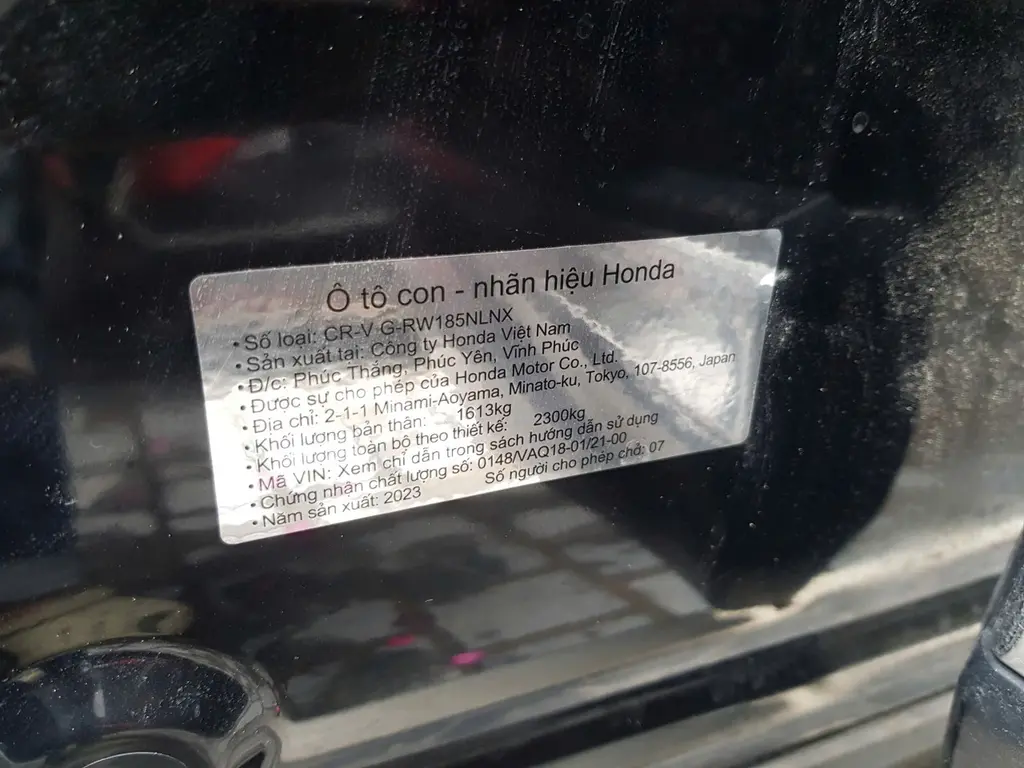 Ô tô con - nhãn hiệu Honda
• Số loại: CR-V G-RW185NLNX
• Sản xuất tại: Công ty Honda Việt Nam
• Đ/c: Phúc Thắng, Phúc Yên, Vĩnh Phúc
• Được sự cho phép của Honda Motor Co., Ltd.
• Địa chỉ: 2-1-1 Minami-Aoyama, Minato-ku, Tokyo, 107-8556, Japan
• Khối lượng bản thân: 1613kg
• Khối lượng toàn bộ theo thiết kế: 2300kg
• Mã VIN: Xem chỉ dẫn trong sách hướng dẫn sử dụng
• Chứng nhận chất lượng số: 0148/VAQ18-01/21-00
• Năm sản xuất: 2023 Số người cho phép chở: 07